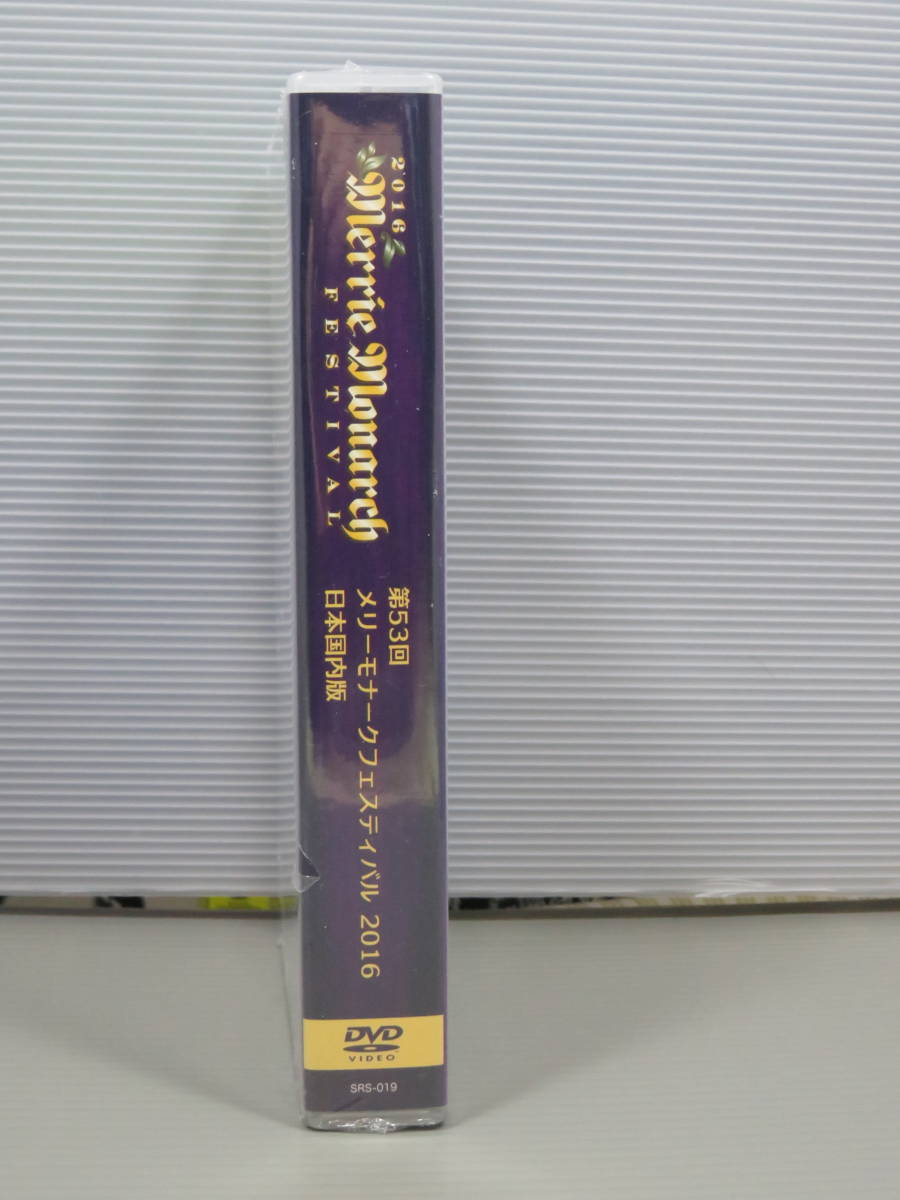 2016
Merrie Monarch
FESTIVAL
第53回
メリーモナークフェスティバル 2016
日本国内版
DVD
VIDEO
SRS-019